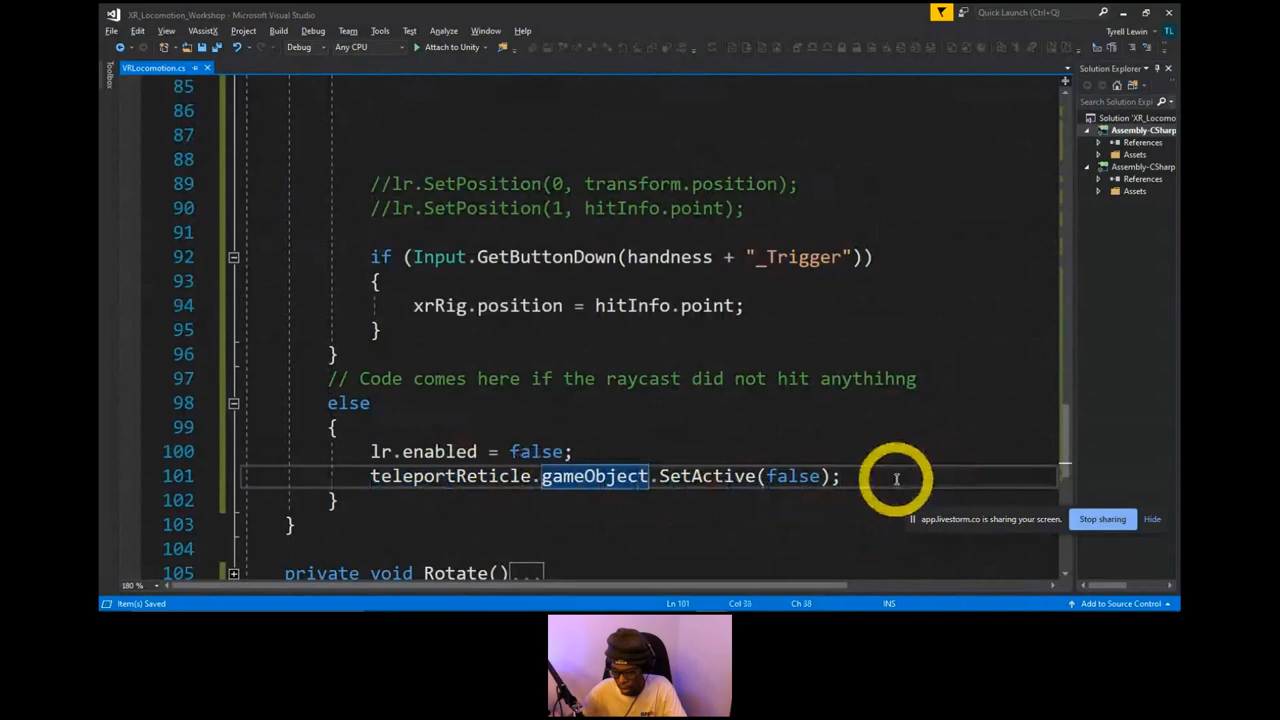 XR_Locomotion_Workshop - Microsoft Visual Studio
Quick Launch (Ctrl+Q)
File Edit View VAssistX Project Build Debug Team Tools Test Analyze Window Help
Tyrell Lewin TL
Debug Any CPU Attach to Unity
Toolbox
VRLocomotion.cs
Solution Explorer
Search Solution Expl
Solution 'XR_Locomo
Assembly-CSharp
References
Assets
Assembly-CSharp
References
Assets
85
86
87
88
89 //lr.SetPosition(0, transform.position);
90 //lr.SetPosition(1, hitInfo.point);
91
92 if (Input.GetButtonDown(handness + "_Trigger"))
93 {
94 xrRig.position = hitInfo.point;
95 }
96 }
97 // Code comes here if the raycast did not hit anythihng
98 else
99 {
100 lr.enabled = false;
101 teleportReticle.gameObject.SetActive(false);
102 }
103 }
104
105 private void Rotate()...
app.livestorm.co is sharing your screen. Stop sharing Hide
180 %
Item(s) Saved Ln 101 Col 38 Ch 38 INS Add to Source Control